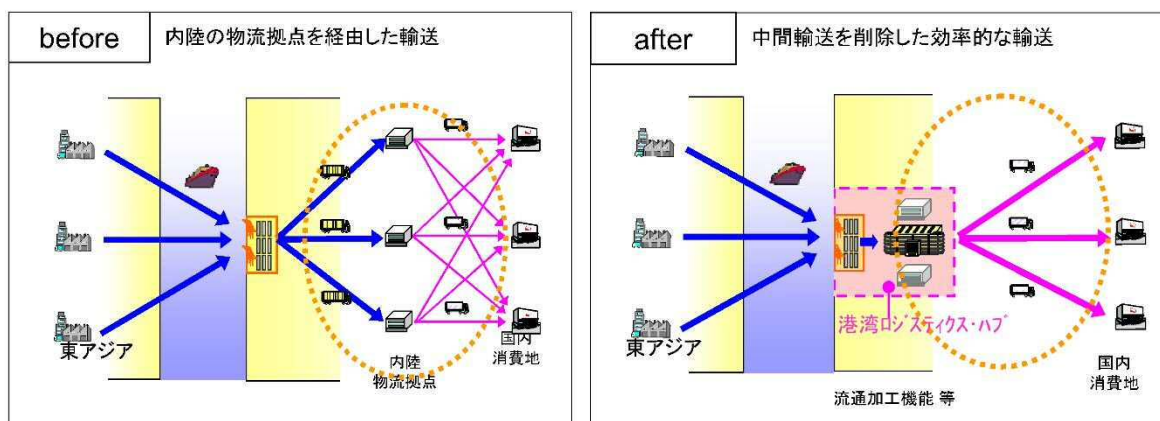 before
内陸の物流拠点を経由した輸送
東アジア
内陸
物流拠点
国内
消費地
after
中間輸送を削除した効率的な輸送
東アジア
港湾ﾛｼﾞｽﾃｨｸｽ・ﾊﾌﾞ
流通加工機能 等
国内
消費地